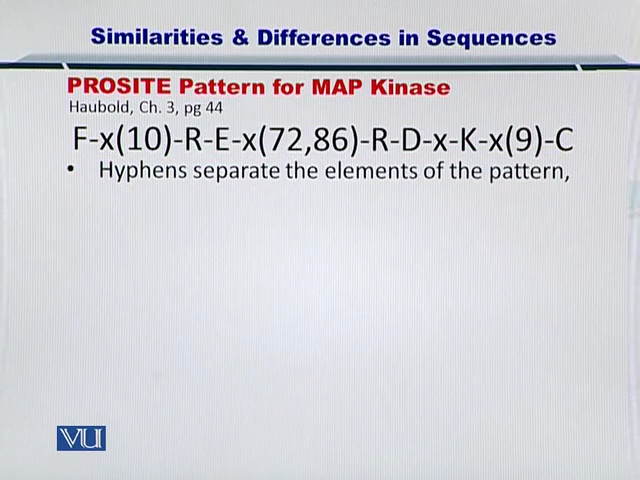 Similarities & Differences in Sequences
PROSITE Pattern for MAP Kinase
Haubold, Ch. 3, pg 44
F-x(10)-R-E-x(72,86)-R-D-x-K-x(9)-C
• Hyphens separate the elements of the pattern,
VU